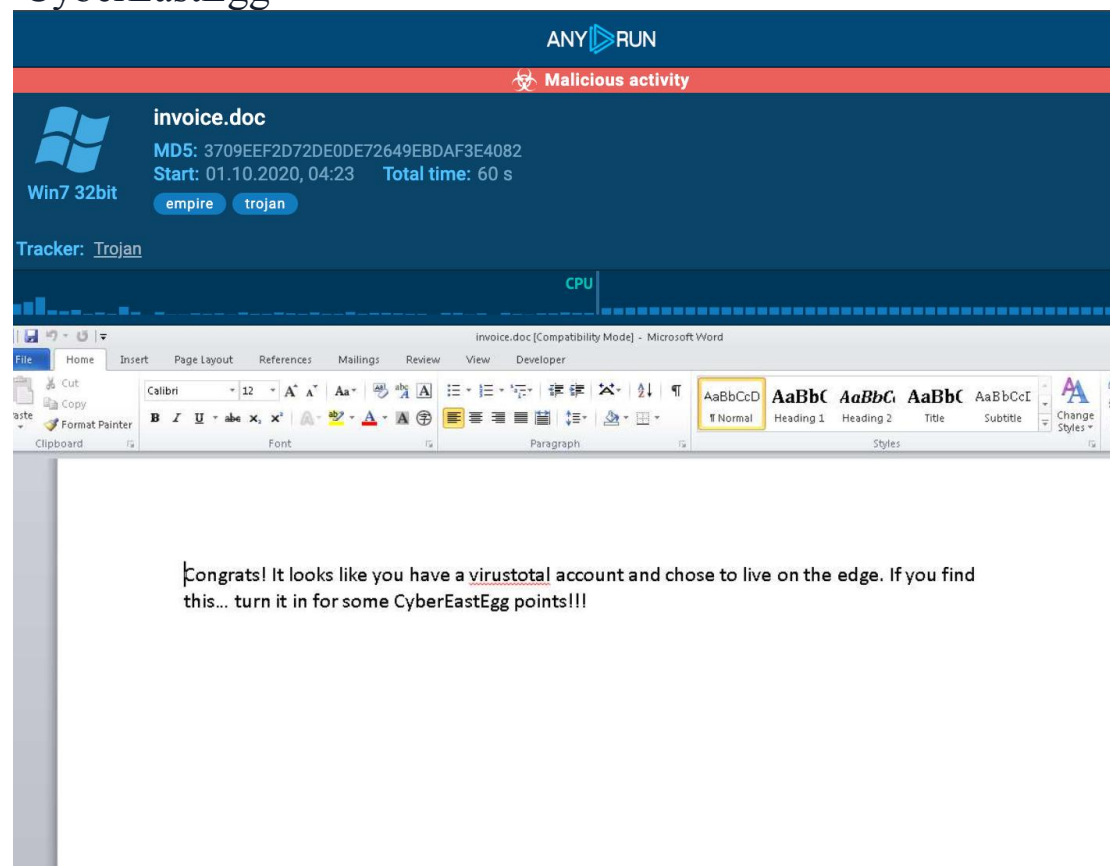 CyberEastEgg
ANY RUN
Malicious activity
invoice.doc
MD5: 3709EEF2D72DE0DE72649EBDAF3E4082
Start: 01.10.2020, 04:23 Total time: 60 s
Win7 32bit
empire trojan
Tracker: Trojan
CPU
invoice.doc [Compatibility Mode] - Microsoft Word
File Home Insert Page Layout References Mailings Review View Developer
Cut
Copy
Format Painter
Calibri 12
AaBbCcD AaBbC AaBbC AaBbC AaBbCcI
Normal Heading 1 Heading 2 Title Subtitle
Change
Styles
Clipboard Font Paragraph Styles
Congrats! It looks like you have a virustotal account and chose to live on the edge. If you find
this... turn it in for some CyberEastEgg points!!!